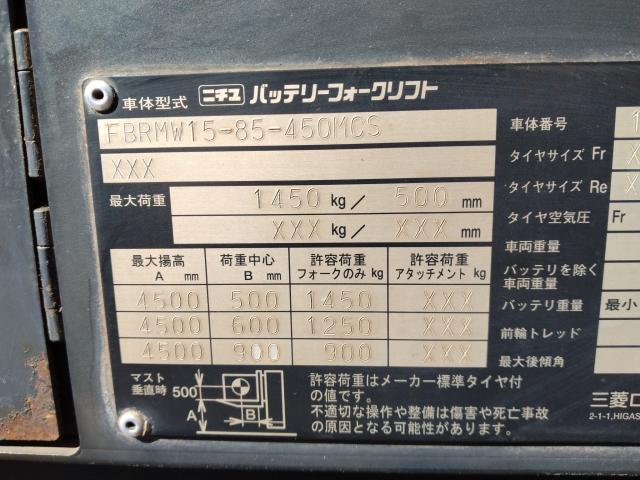 車体型式 ニチユ バッテリーフォークリフト
FBRMW15-85-450MCS
XXX
最大荷重 1450 kg/ 500 mm
XXX kg/ XXX mm
最大揚高 A mm 荷重中心 B mm 許容荷重 フォークのみ kg 許容荷重 アタッチメント kg
4500 500 1450 XXX
4500 600 1250 XXX
4500 900 900 XXX
マスト垂直時 500 A B
許容荷重はメーカー標準タイヤ付
の値です。
不適切な操作や整備は傷害や死亡事故
の原因となる可能性があります。
車体番号 1
タイヤサイズ Fr X
タイヤサイズ Re X
タイヤ空気圧 Fr
車両重量
バッテリを除く
車両重量
バッテリ重量 最小
前輪トレッド
最大後傾角
三菱ロ
2-1-1,HIGAS